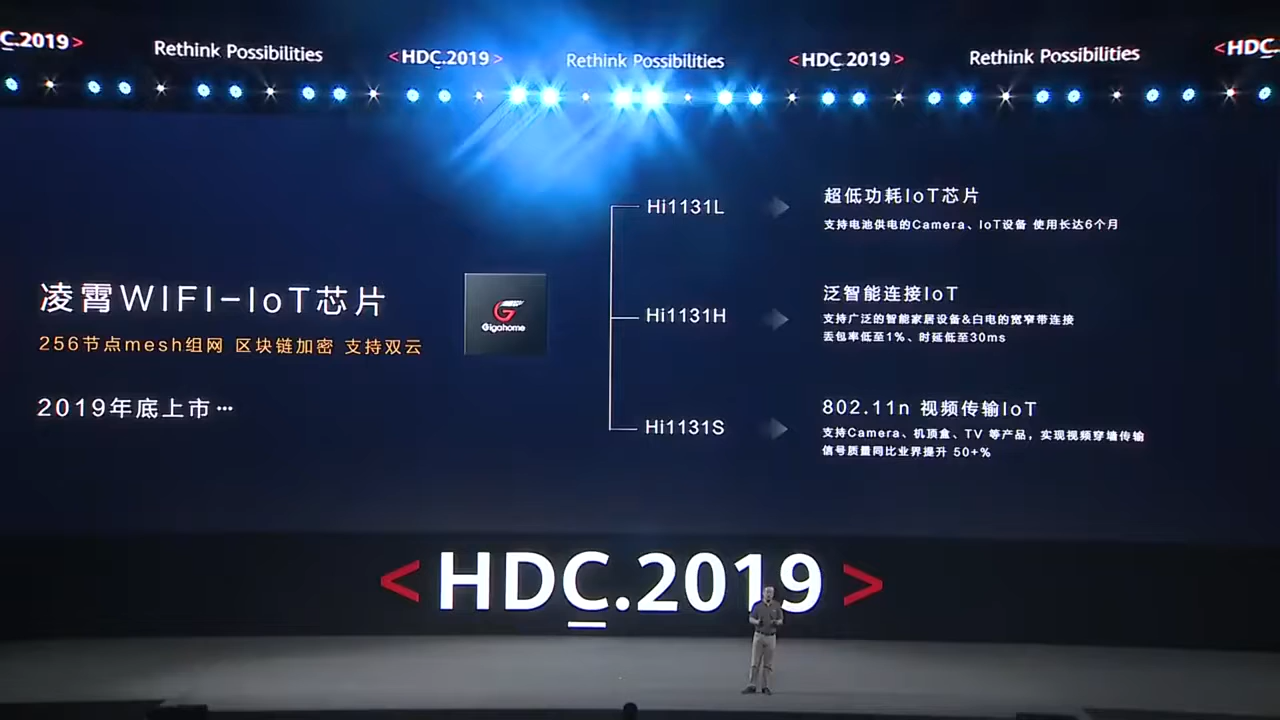 C.2019>
Rethink Possibilities
<HDC.2019>
Rethink Possibilities
<HDC.2019>
Rethink Possibilities
<HDC
凌霄WIFI-IoT芯片
256节点mesh组网 区块链加密 支持双云
2019年底上市…
Gigahome
Hi1131L
超低功耗IoT芯片
支持电池供电的Camera、IoT设备 使用长达6个月
Hi1131H
泛智能连接IoT
支持广泛的智能家居设备&白电的宽窄带连接
丢包率低至1%、时延低至30ms
Hi1131S
802.11n 视频传输IoT
支持Camera、机顶盒、TV 等产品，实现视频穿墙传输
信号质量同比业界提升 50+%
<HDC.2019>